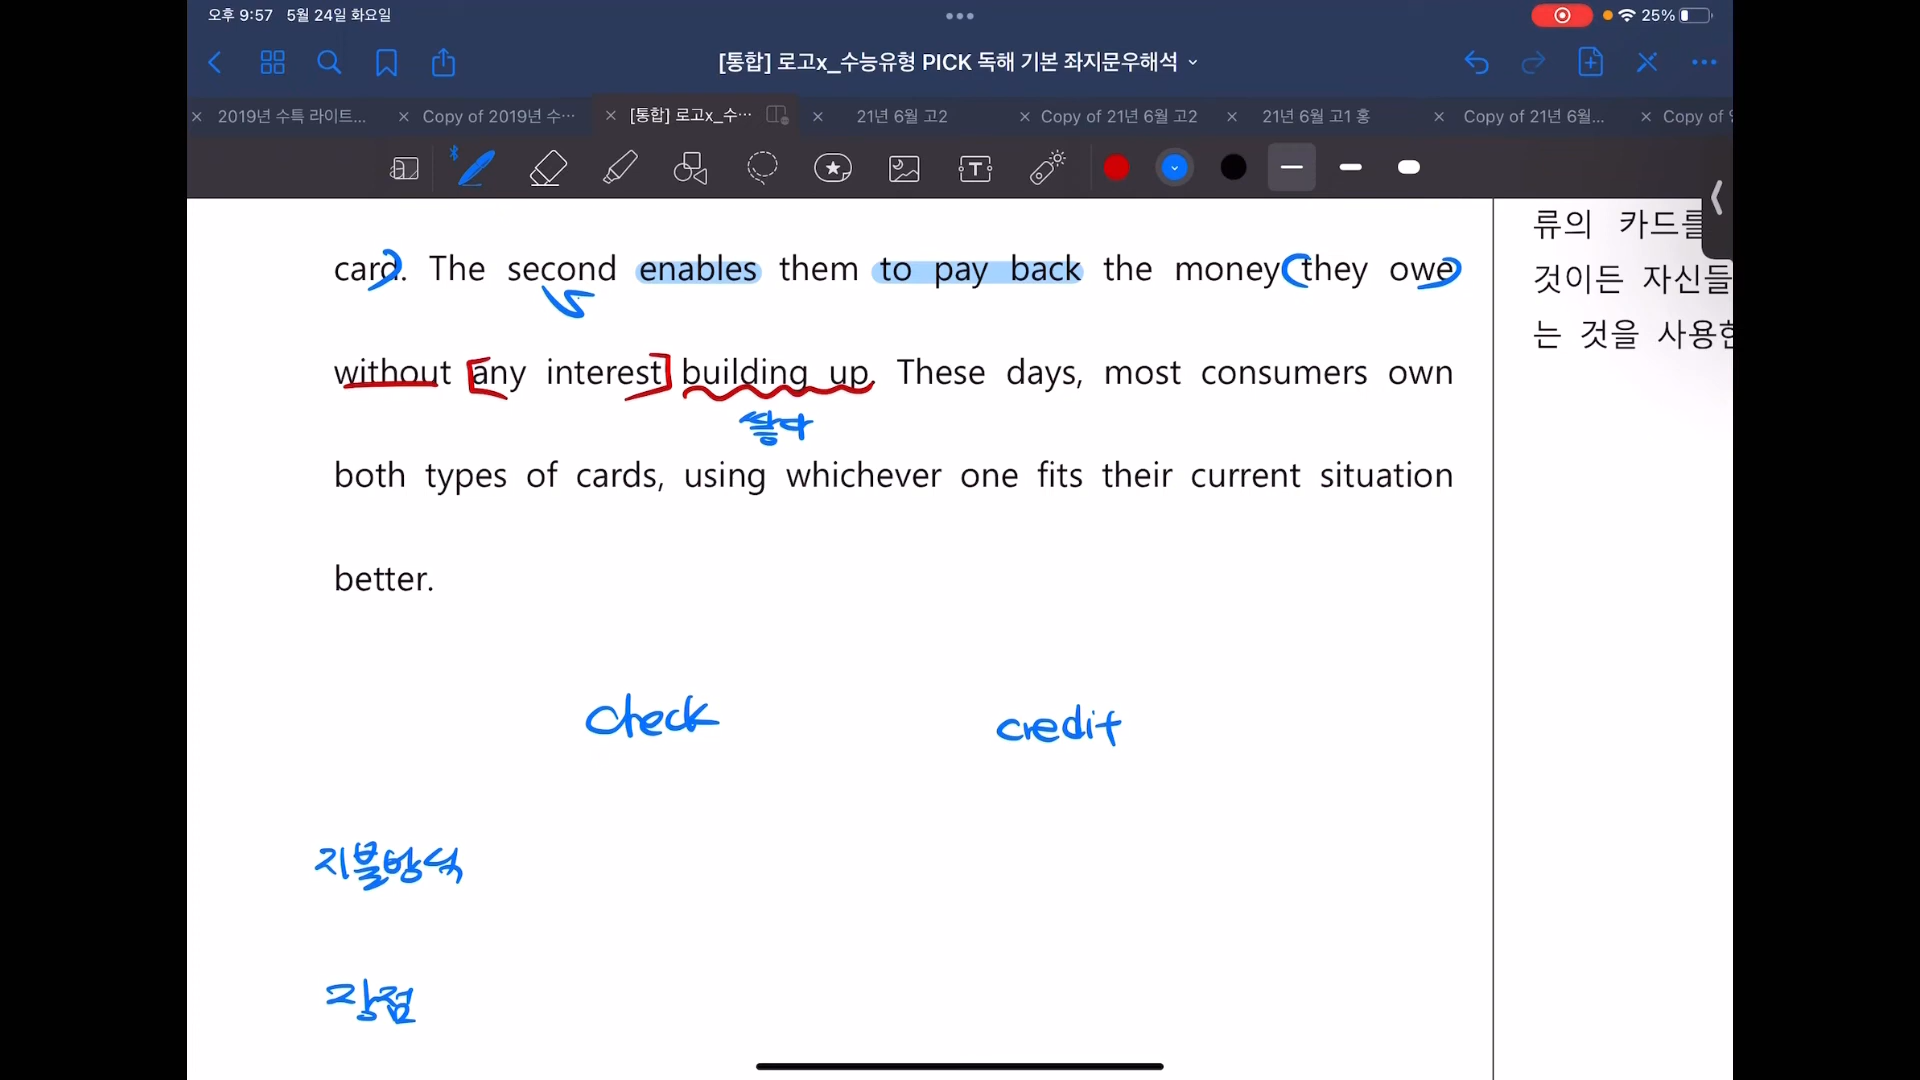 오후 9:57 5월 24일 화요일
25%
[통합] 로고x_수능유형 PICK 독해 기본 좌지문우해석
2019년 수특 라이트...
Copy of 2019년 수...
[통합] 로고x_수...
21년 6월 고2
Copy of 21년 6월 고2
21년 6월 고1 홍
Copy of 21년 6월...
Copy of
card. The second enables them to pay back the money they owe
without any interest building up. These days, most consumers own
쌓다
both types of cards, using whichever one fits their current situation
better.
check credit
지불방식
장점
류의 카드를
것이든 자신들
는 것을 사용한